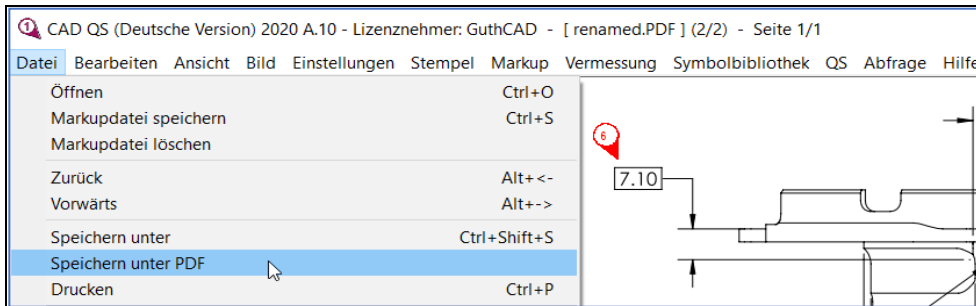 1 CAD QS (Deutsche Version) 2020 A.10 - Lizenznehmer: GuthCAD - [ renamed.PDF ] (2/2) - Seite 1/1
Datei Bearbeiten Ansicht Bild Einstellungen Stempel Markup Vermessung Symbolbibliothek QS Abfrage Hilfe
Öffnen Ctrl+O
Markupdatei speichern Ctrl+S
Markupdatei löschen
Zurück Alt+<-
Vorwärts Alt+->
Speichern unter Ctrl+Shift+S
Speichern unter PDF
Drucken Ctrl+P
6
7.10